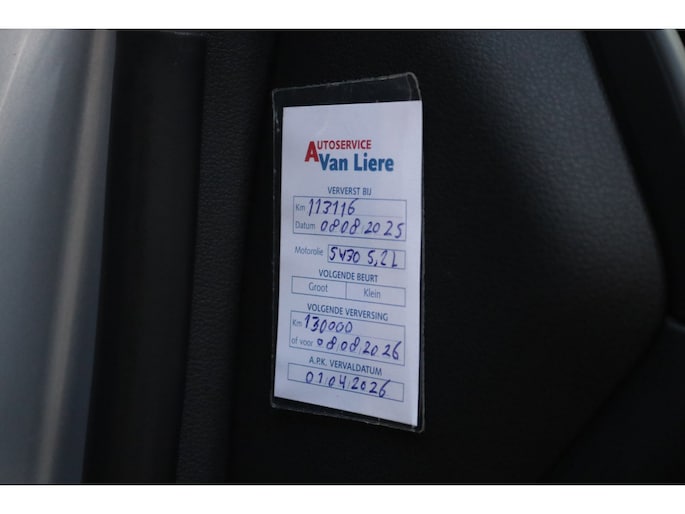 AUTOSERVICE
Van Liere
VERVERST BIJ
Km 113116
Datum 08 08 2025
Motorolie 5W30 5,2L
VOLGENDE BEURT
Groot Klein
VOLGENDE VERVERSING
Km 130000
of voor 08 08 2026
A.P.K. VERVALDATUM
01 04 2026